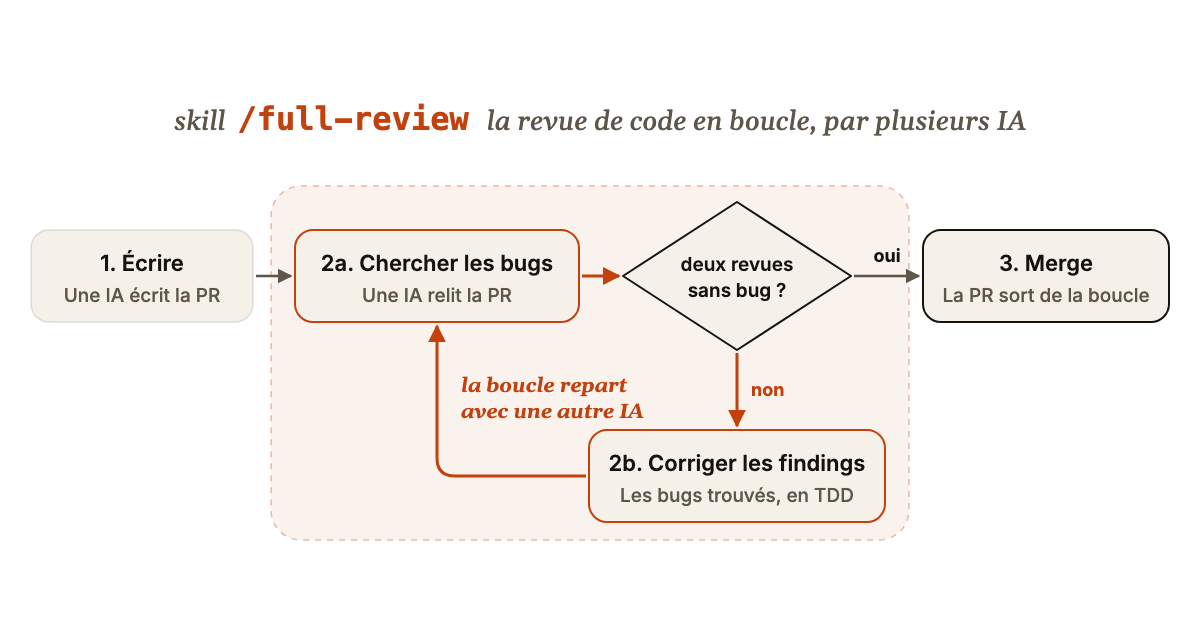 skill /full-review la revue de code en boucle, par plusieurs IA
1. Écrire
Une IA écrit la PR
2a. Chercher les bugs
Une IA relit la PR
deux revues
sans bug ?
oui
3. Merge
La PR sort de la boucle
non
la boucle repart
avec une autre IA
2b. Corriger les findings
Les bugs trouvés, en TDD